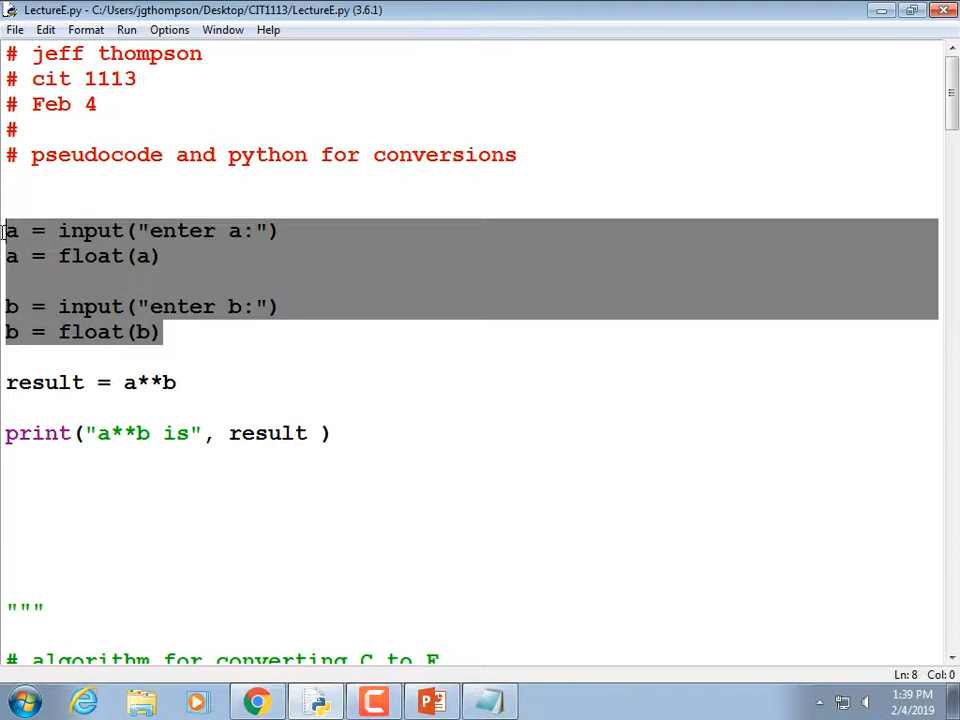 LectureE.py - C:/Users/jgthompson/Desktop/CIT1113/LectureE.py (3.6.1)
File Edit Format Run Options Window Help
# jeff thompson
# cit 1113
# Feb 4
#
# pseudocode and python for conversions
a = input("enter a:")
a = float(a)
b = input("enter b:")
b = float(b)
result = a**b
print("a**b is", result )
"""
# algorithm for converting C to F
Ln: 8 Col: 0
1:39 PM
2/4/2019